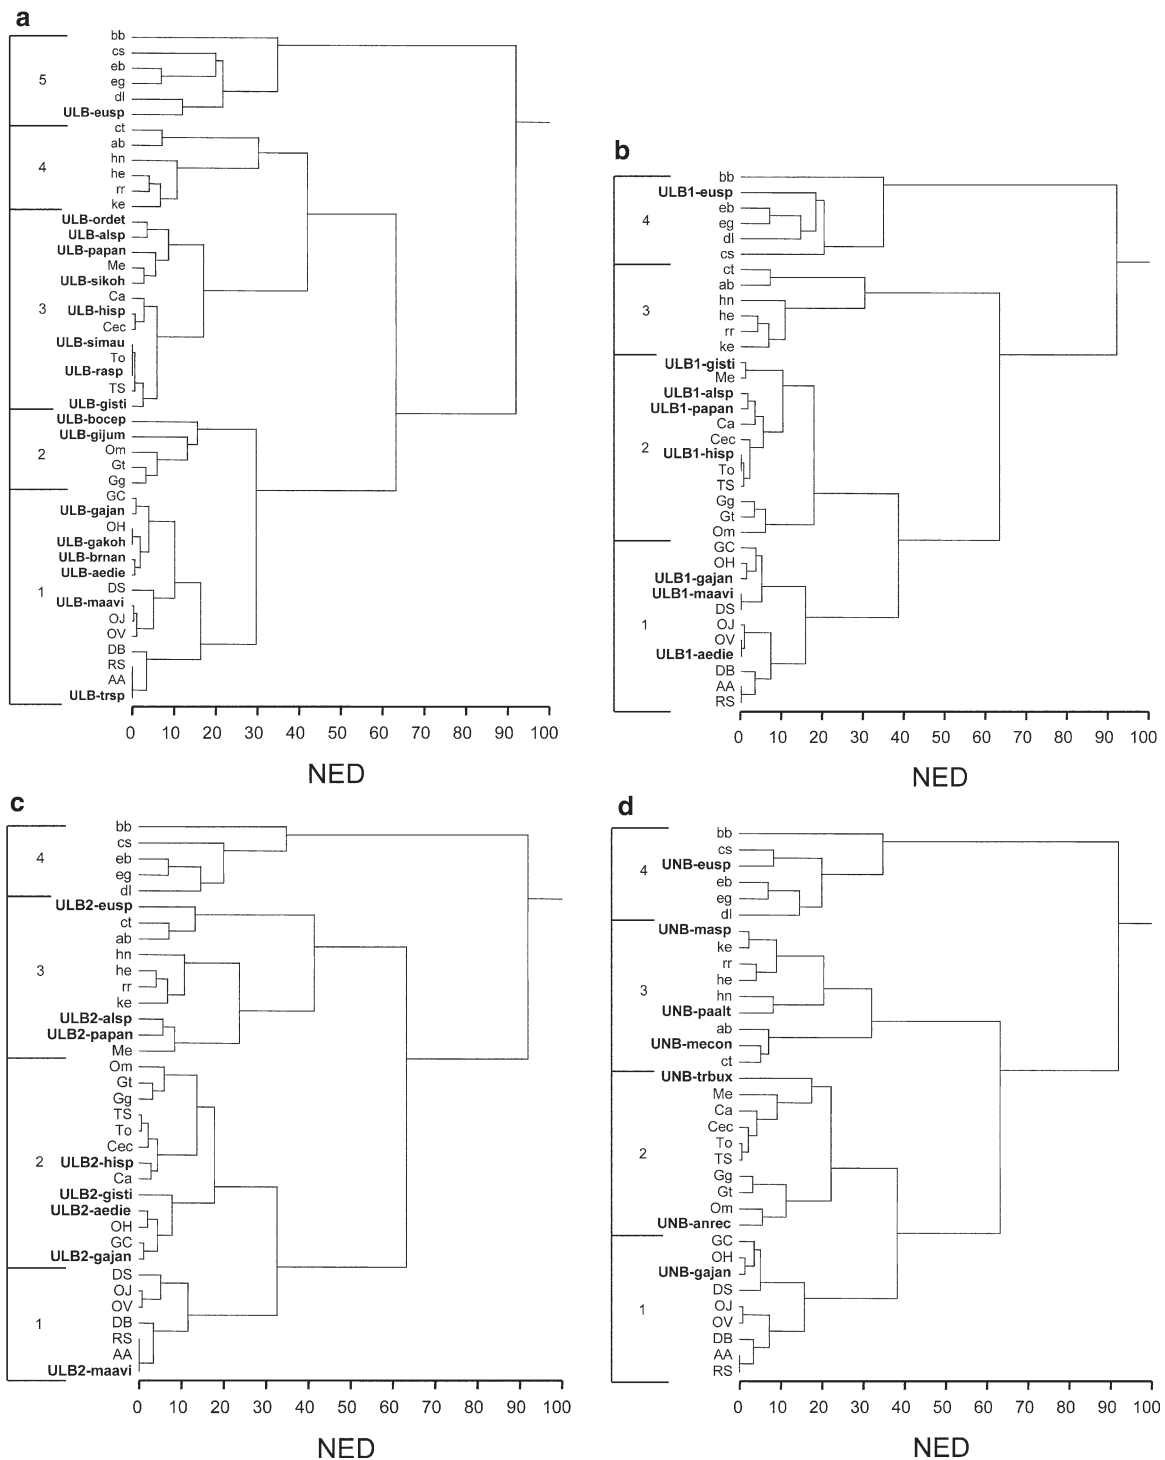 a
bb
cs
eb
eg
dl
ULB-eusp
5
ct
ab
hn
he
rr
ke
4
ULB-ordet
ULB-alsp
ULB-papan
Me
ULB-sikoh
Ca
ULB-hisp
Cec
ULB-simau
To
ULB-rasp
TS
ULB-gisti
3
ULB-bocep
ULB-gijum
Om
Gt
Gg
2
GC
ULB-gajan
OH
ULB-gakoh
ULB-brnan
ULB-aedie
DS
ULB-maavi
OJ
OV
DB
RS
AA
ULB-trsp
1
0 10 20 30 40 50 60 70 80 90 100
NED
b
bb
ULB1-eusp
eb
eg
dl
cs
4
ct
ab
hn
he
rr
ke
3
ULB1-gisti
Me
ULB1-alsp
ULB1-papan
Ca
Cec
ULB1-hisp
To
TS
Gg
Gt
Om
2
GC
OH
ULB1-gajan
ULB1-maavi
DS
OJ
OV
ULB1-aedie
DB
AA
RS
1
0 10 20 30 40 50 60 70 80 90 100
NED
c
bb
cs
eb
eg
dl
4
ULB2-eusp
ct
ab
hn
he
rr
ke
ULB2-alsp
ULB2-papan
Me
3
Om
Gt
Gg
TS
To
Cec
ULB2-hisp
Ca
ULB2-gisti
ULB2-aedie
OH
GC
ULB2-gajan
2
DS
OJ
OV
DB
RS
AA
ULB2-maavi
1
0 10 20 30 40 50 60 70 80 90 100
NED
d
bb
cs
UNB-eusp
eb
eg
dl
4
UNB-masp
ke
rr
he
hn
UNB-paalt
ab
UNB-mecon
ct
3
UNB-trbux
Me
Ca
Cec
To
TS
Gg
Gt
Om
UNB-anrec
2
GC
OH
UNB-gajan
DS
OJ
OV
DB
AA
RS
1
0 10 20 30 40 50 60 70 80 90 100
NED